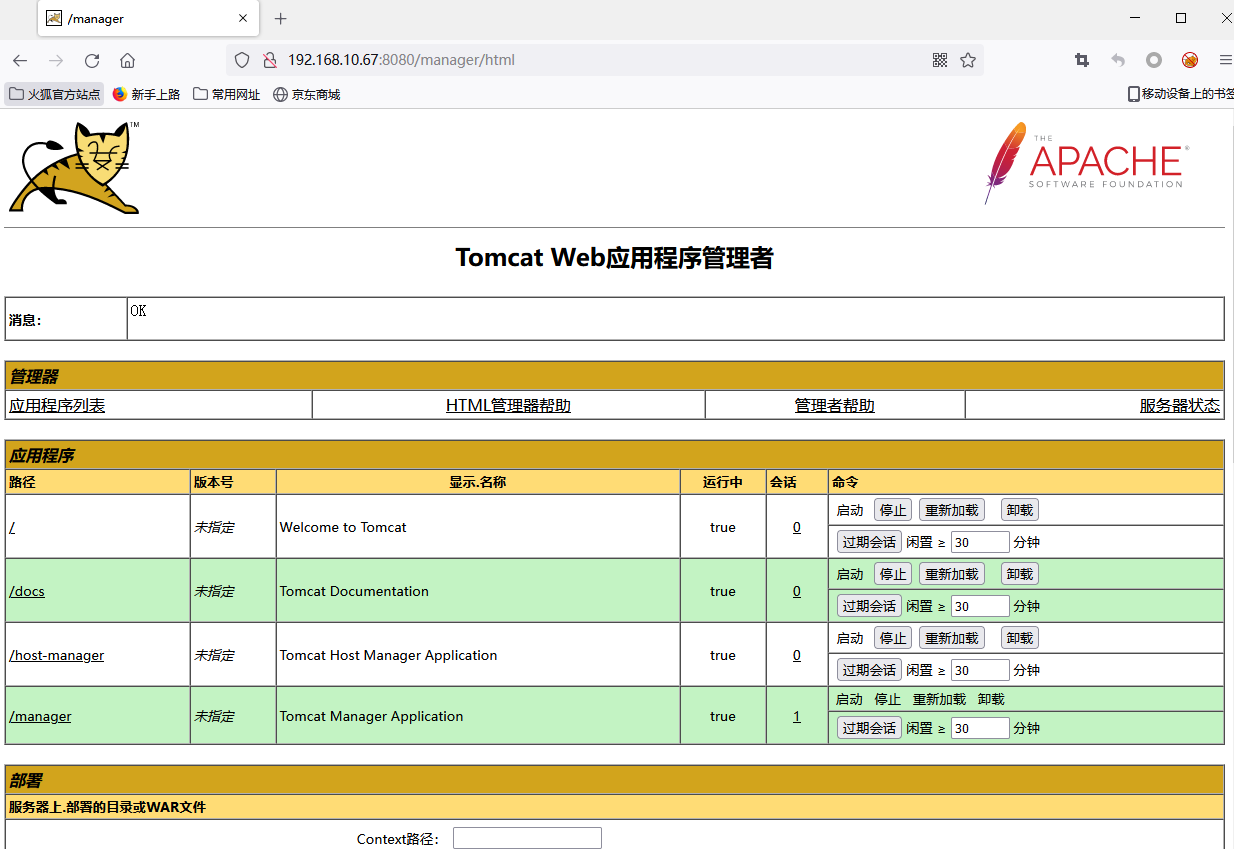 /manager
192.168.10.67:8080/manager/html
火狐官方站点 新手上路 常用网址 京东商城 移动设备上的书签
TM
THE
APACHE®
SOFTWARE FOUNDATION
Tomcat Web应用程序管理者
消息: OK
管理器
应用程序列表 HTML管理器帮助 管理者帮助 服务器状态
应用程序
路径 版本号 显示.名称 运行中 会话 命令
/ 未指定 Welcome to Tomcat true 0 启动 停止 重新加载 卸载
过期会话 闲置 ≥ 30 分钟
/docs 未指定 Tomcat Documentation true 0 启动 停止 重新加载 卸载
过期会话 闲置 ≥ 30 分钟
/host-manager 未指定 Tomcat Host Manager Application true 0 启动 停止 重新加载 卸载
过期会话 闲置 ≥ 30 分钟
/manager 未指定 Tomcat Manager Application true 1 启动 停止 重新加载 卸载
过期会话 闲置 ≥ 30 分钟
部署
服务器上.部署的目录或WAR文件
Context路径: